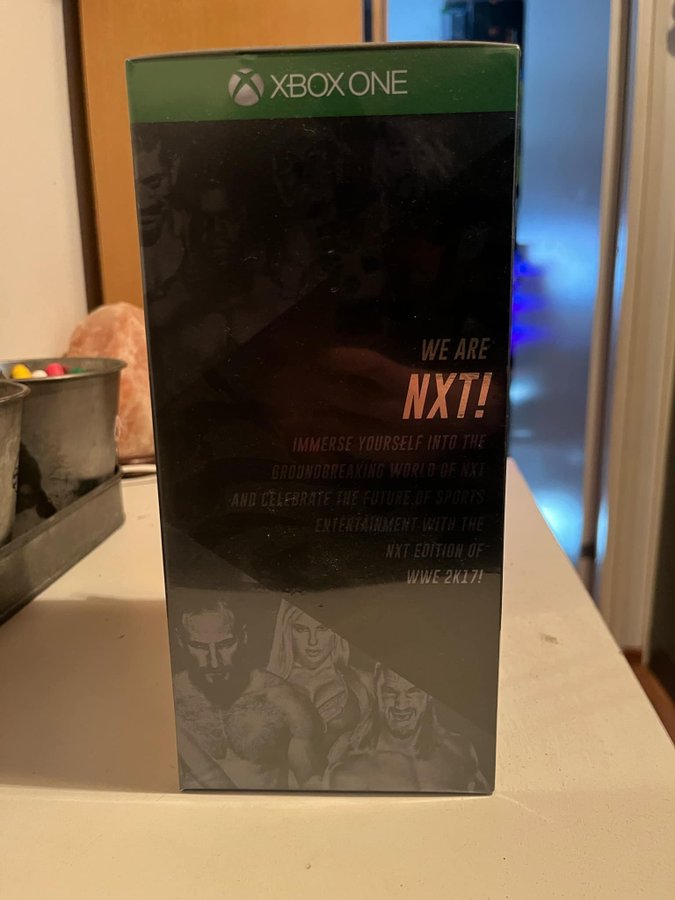 XBOX ONE
WE ARE
NXT!
IMMERSE YOURSELF INTO THE
GROUNDBREAKING WORLD OF NXT
AND CELEBRATE THE FUTURE OF SPORTS
ENTERTAINMENT WITH THE
NXT EDITION OF
WWE 2K17!